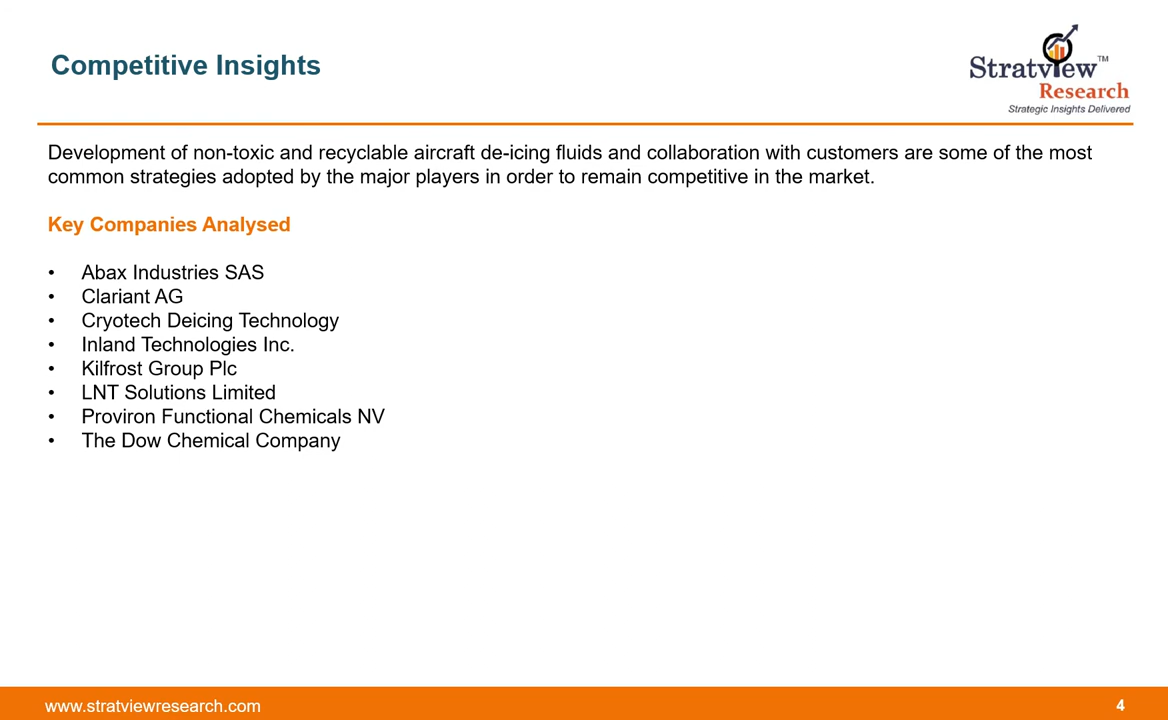 Competitive Insights
Stratview™
Research
Strategic Insights Delivered
Development of non-toxic and recyclable aircraft de-icing fluids and collaboration with customers are some of the most
common strategies adopted by the major players in order to remain competitive in the market.
Key Companies Analysed
• Abax Industries SAS
• Clariant AG
• Cryotech Deicing Technology
• Inland Technologies Inc.
• Kilfrost Group Plc
• LNT Solutions Limited
• Proviron Functional Chemicals NV
• The Dow Chemical Company
www.stratviewresearch.com
4